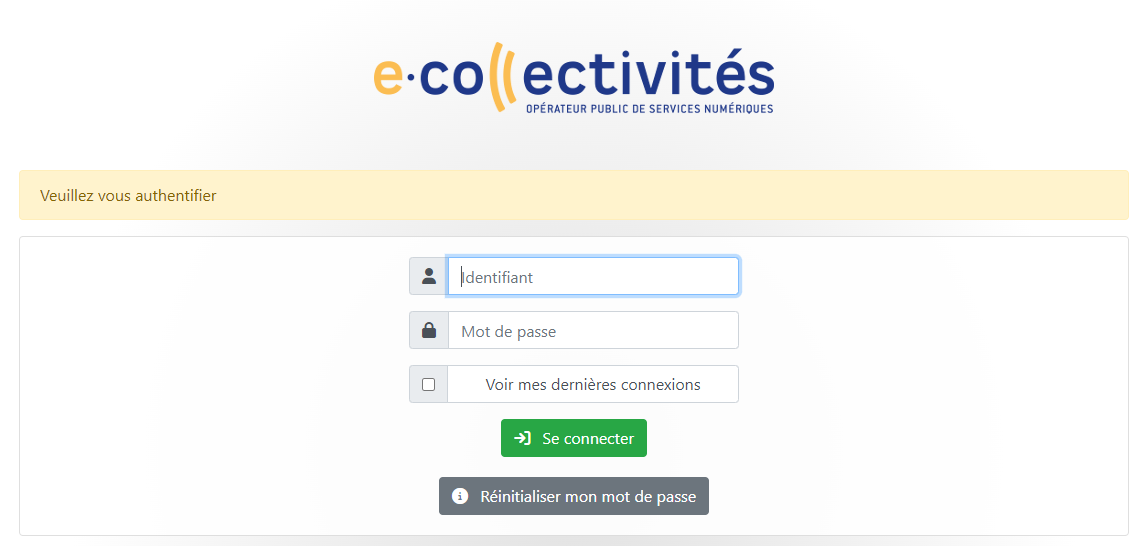 e·collectivités
OPÉRATEUR PUBLIC DE SERVICES NUMÉRIQUES
Veuillez vous authentifier
Identifiant
Mot de passe
Voir mes dernières connexions
Se connecter
Réinitialiser mon mot de passe